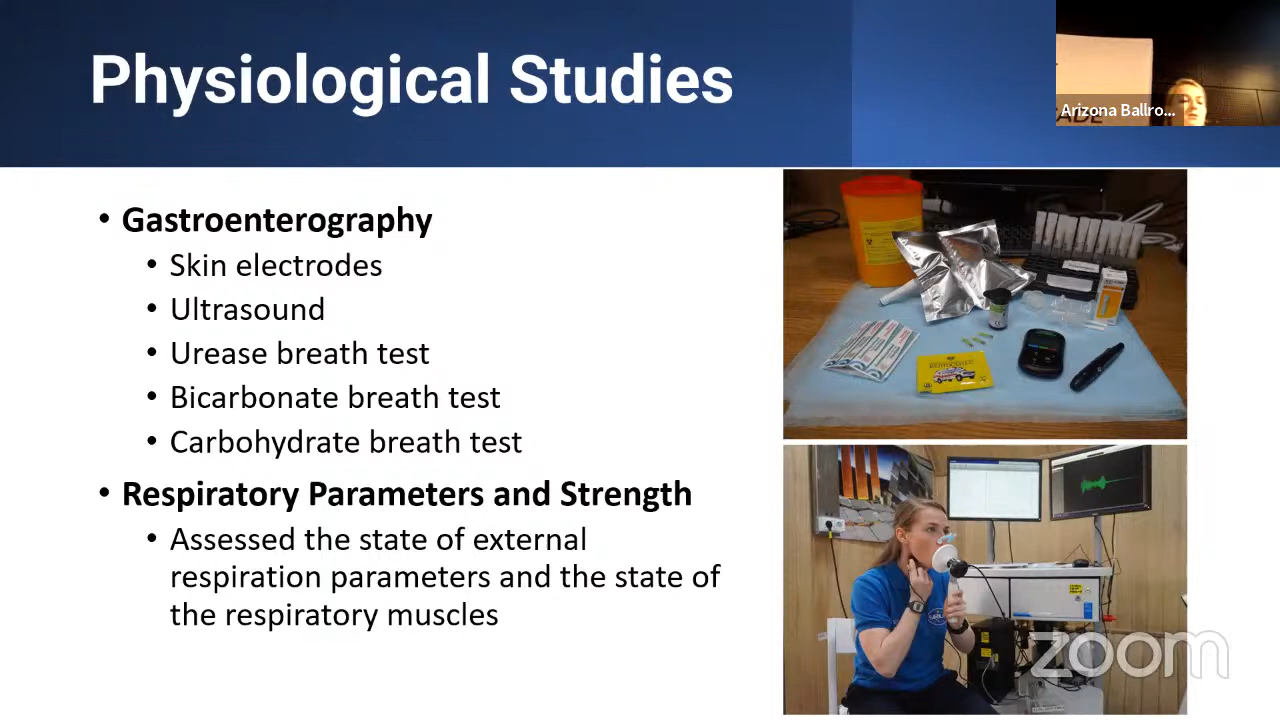 Physiological Studies
Arizona Ballro...
• Gastroenterography
• Skin electrodes
• Ultrasound
• Urease breath test
• Bicarbonate breath test
• Carbohydrate breath test
• Respiratory Parameters and Strength
• Assessed the state of external
respiration parameters and the state of
the respiratory muscles
zoom